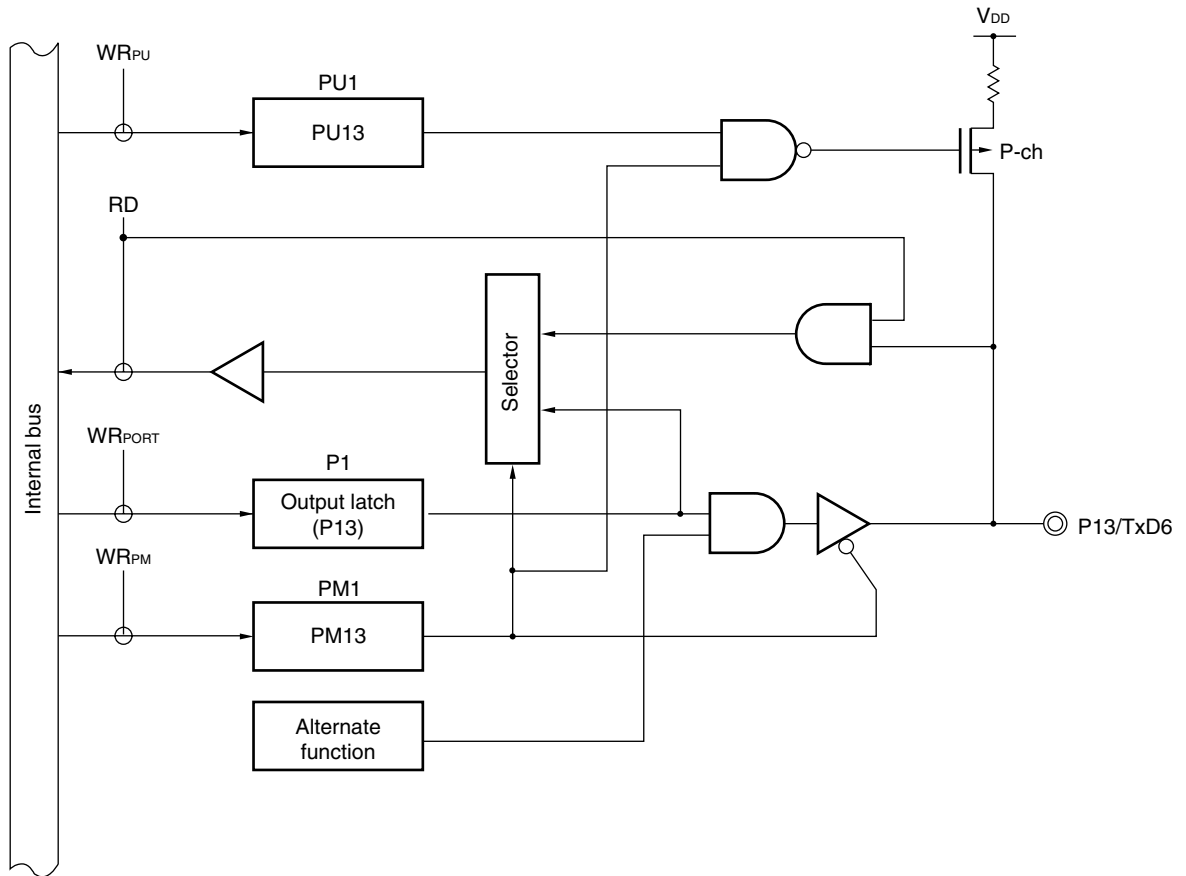 VDD
WRPU
PU1
PU13
P-ch
RD
Selector
Internal bus
WRPORT
P1
Output latch
(P13)
P13/TxD6
WRPM
PM1
PM13
Alternate
function